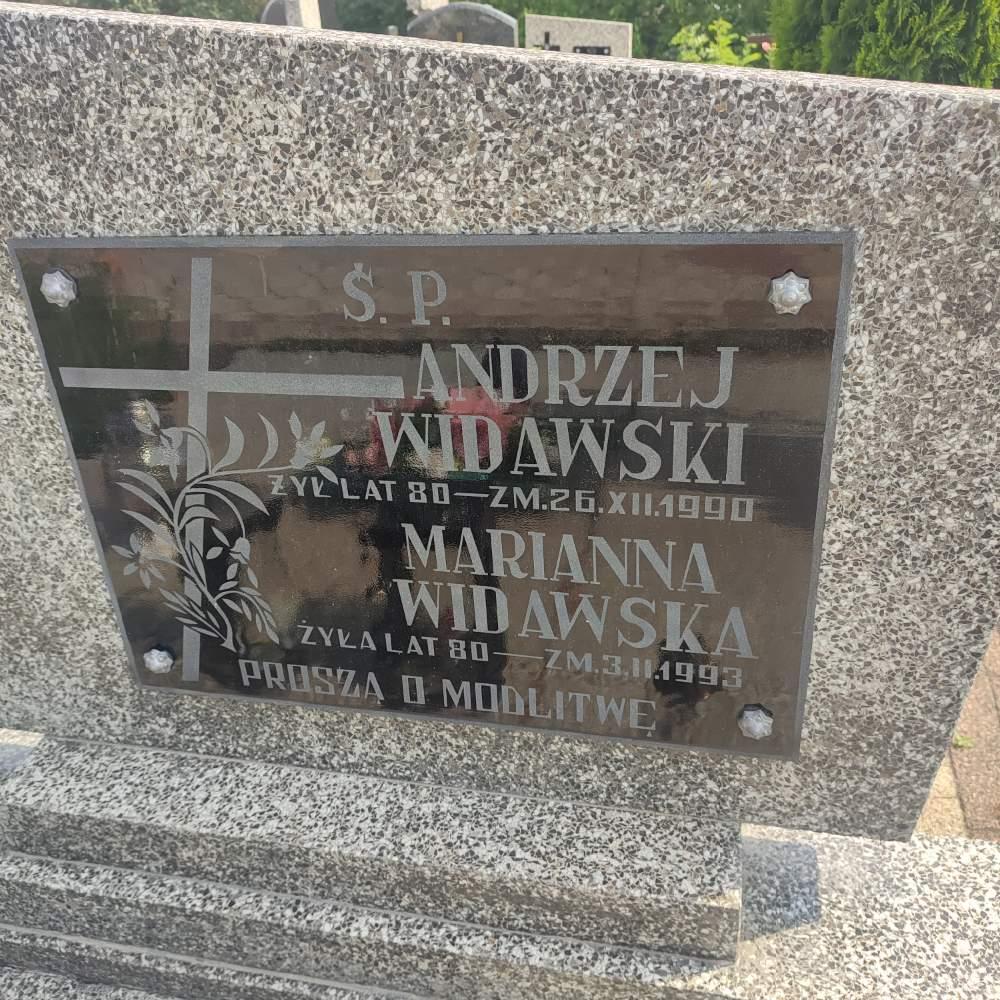 Ś. P.
ANDRZEJ
WIDAWSKI
ŻYŁ LAT 80 — ZM. 26. XII. 1990
MARIANNA
WIDAWSKA
ŻYŁA LAT 80 — ZM. 3. II. 1993
PROSZĄ O MODLITWĘ